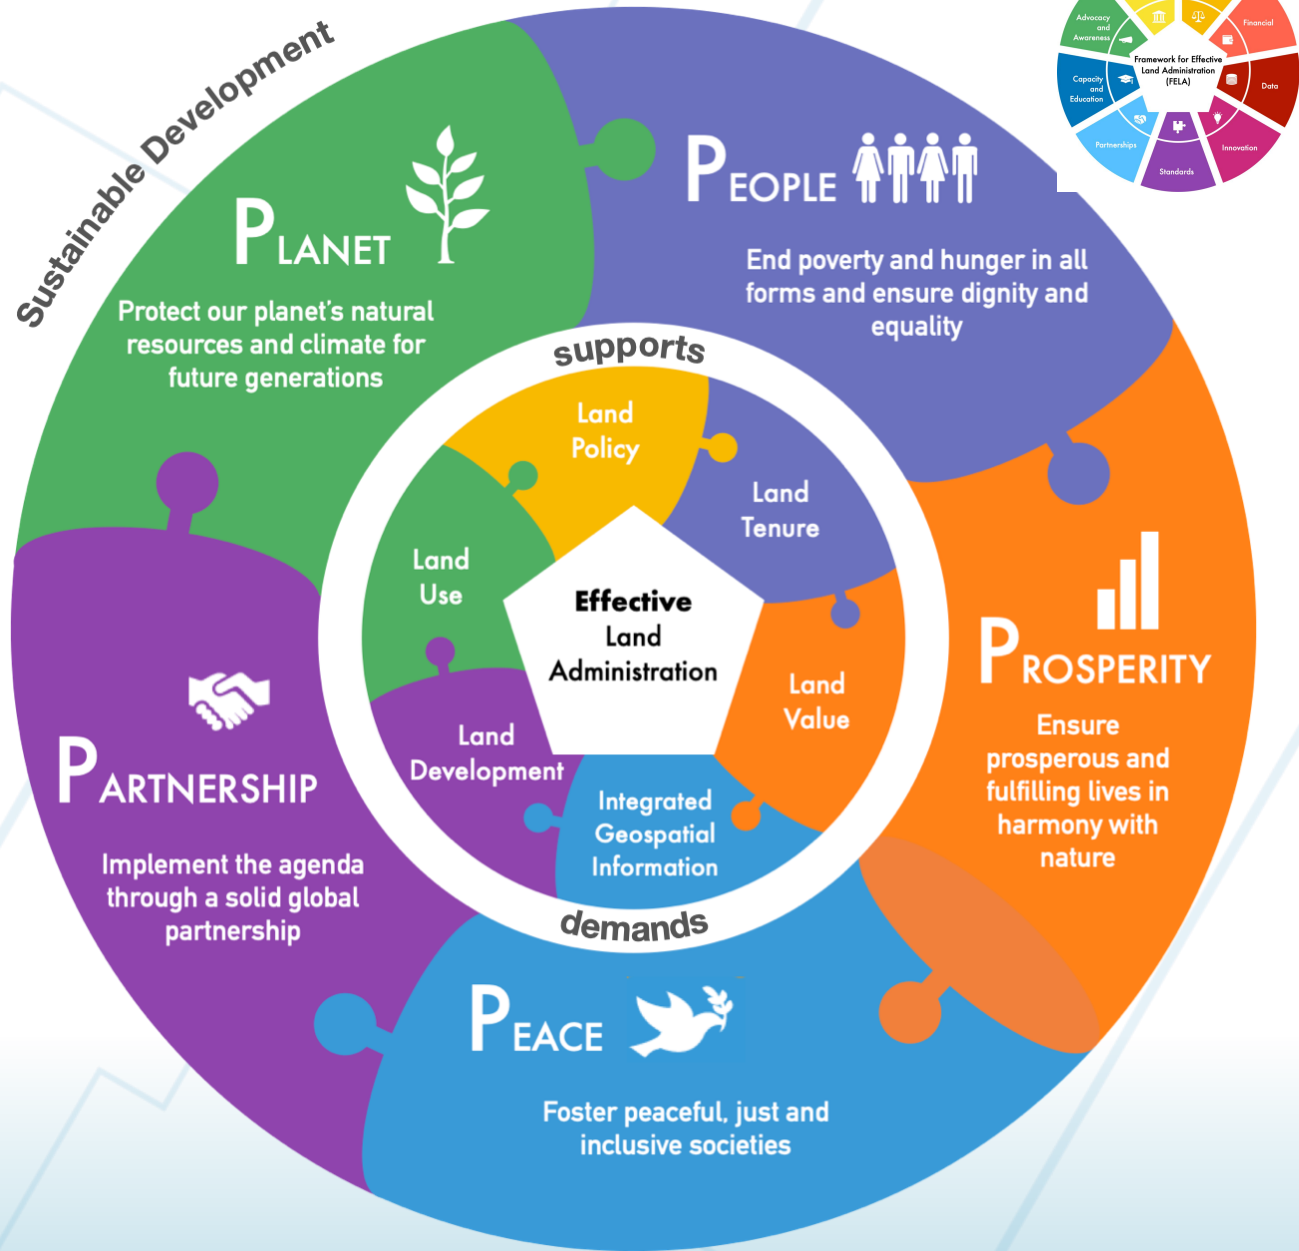 Sustainable Development
PLANET
Protect our planet's natural
resources and climate for
future generations
PEOPLE
End poverty and hunger in all
forms and ensure dignity and
equality
PROSPERITY
Ensure
prosperous and
fulfilling lives in
harmony with
nature
PEACE
Foster peaceful, just and
inclusive societies
PARTNERSHIP
Implement the agenda
through a solid global
partnership
supports
demands
Land
Policy
Land
Tenure
Land
Value
Integrated
Geospatial
Information
Land
Development
Land
Use
Effective
Land
Administration
Advocacy
and
Awareness
Financial
Data
Innovation
Standards
Partnerships
Capacity
and
Education
Framework for Effective
Land Administration
(FELA)